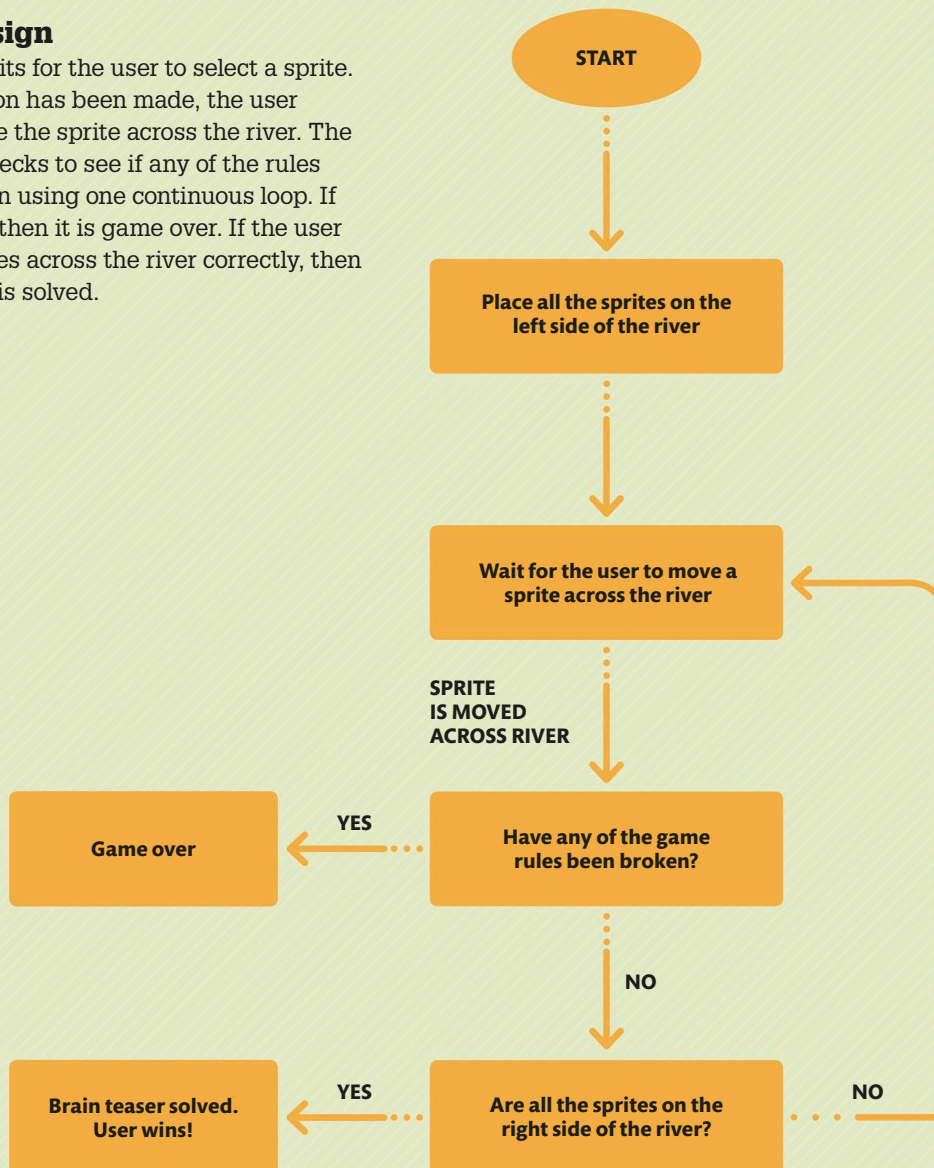 sign
its for the user to select a sprite.
on has been made, the user
e the sprite across the river. The
ecks to see if any of the rules
n using one continuous loop. If
then it is game over. If the user
es across the river correctly, then
is solved.
START
Place all the sprites on the
left side of the river
Wait for the user to move a
sprite across the river
SPRITE
IS MOVED
ACROSS RIVER
Have any of the game
rules been broken?
YES
Game over
NO
Are all the sprites on the
right side of the river?
YES
Brain teaser solved.
User wins!
NO